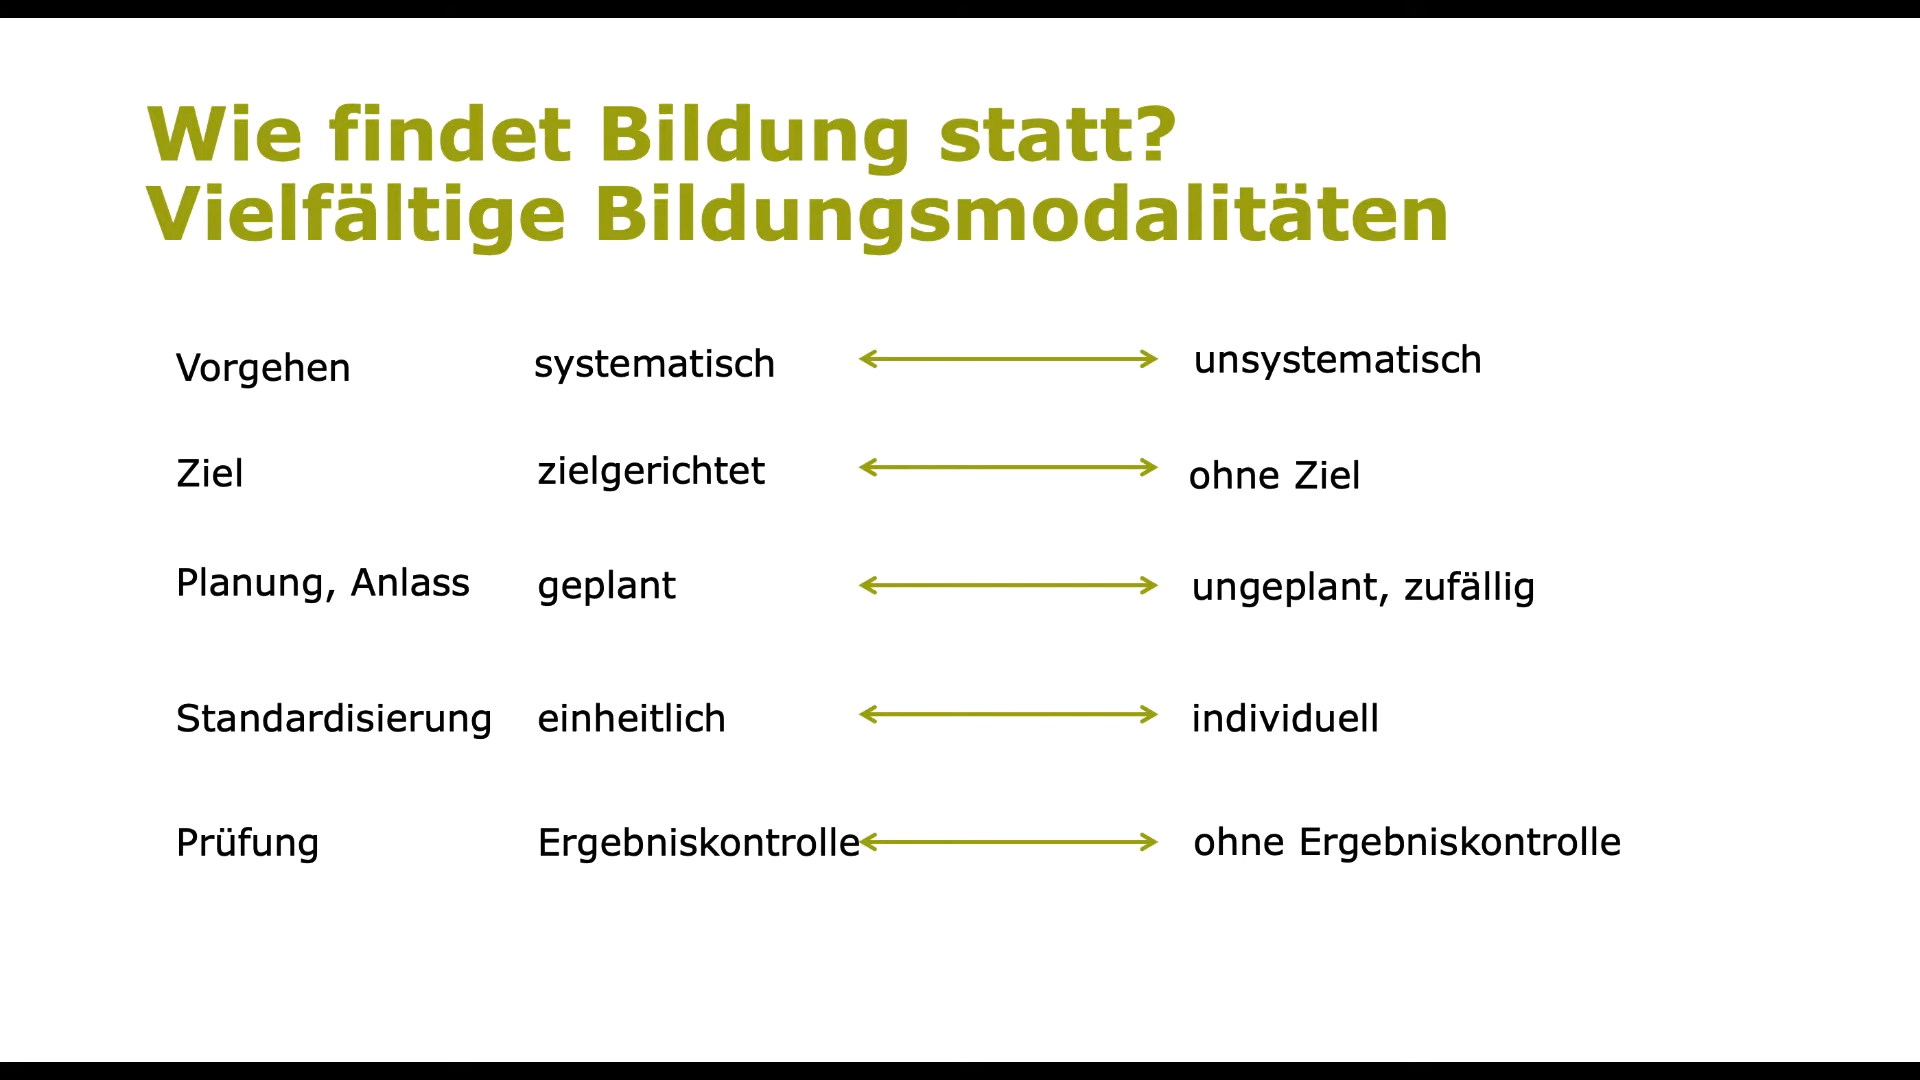 Wie findet Bildung statt?
Vielfältige Bildungsmodalitäten
Vorgehen systematisch unsystematisch
Ziel zielgerichtet ohne Ziel
Planung, Anlass geplant ungeplant, zufällig
Standardisierung einheitlich individuell
Prüfung Ergebniskontrolle ohne Ergebniskontrolle